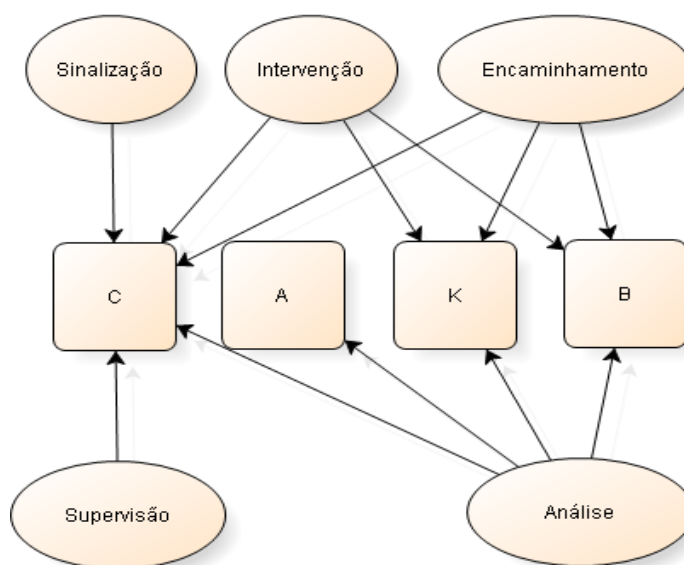 Sinalização
Intervenção
Encaminhamento
C
A
K
B
Supervisão
Análise